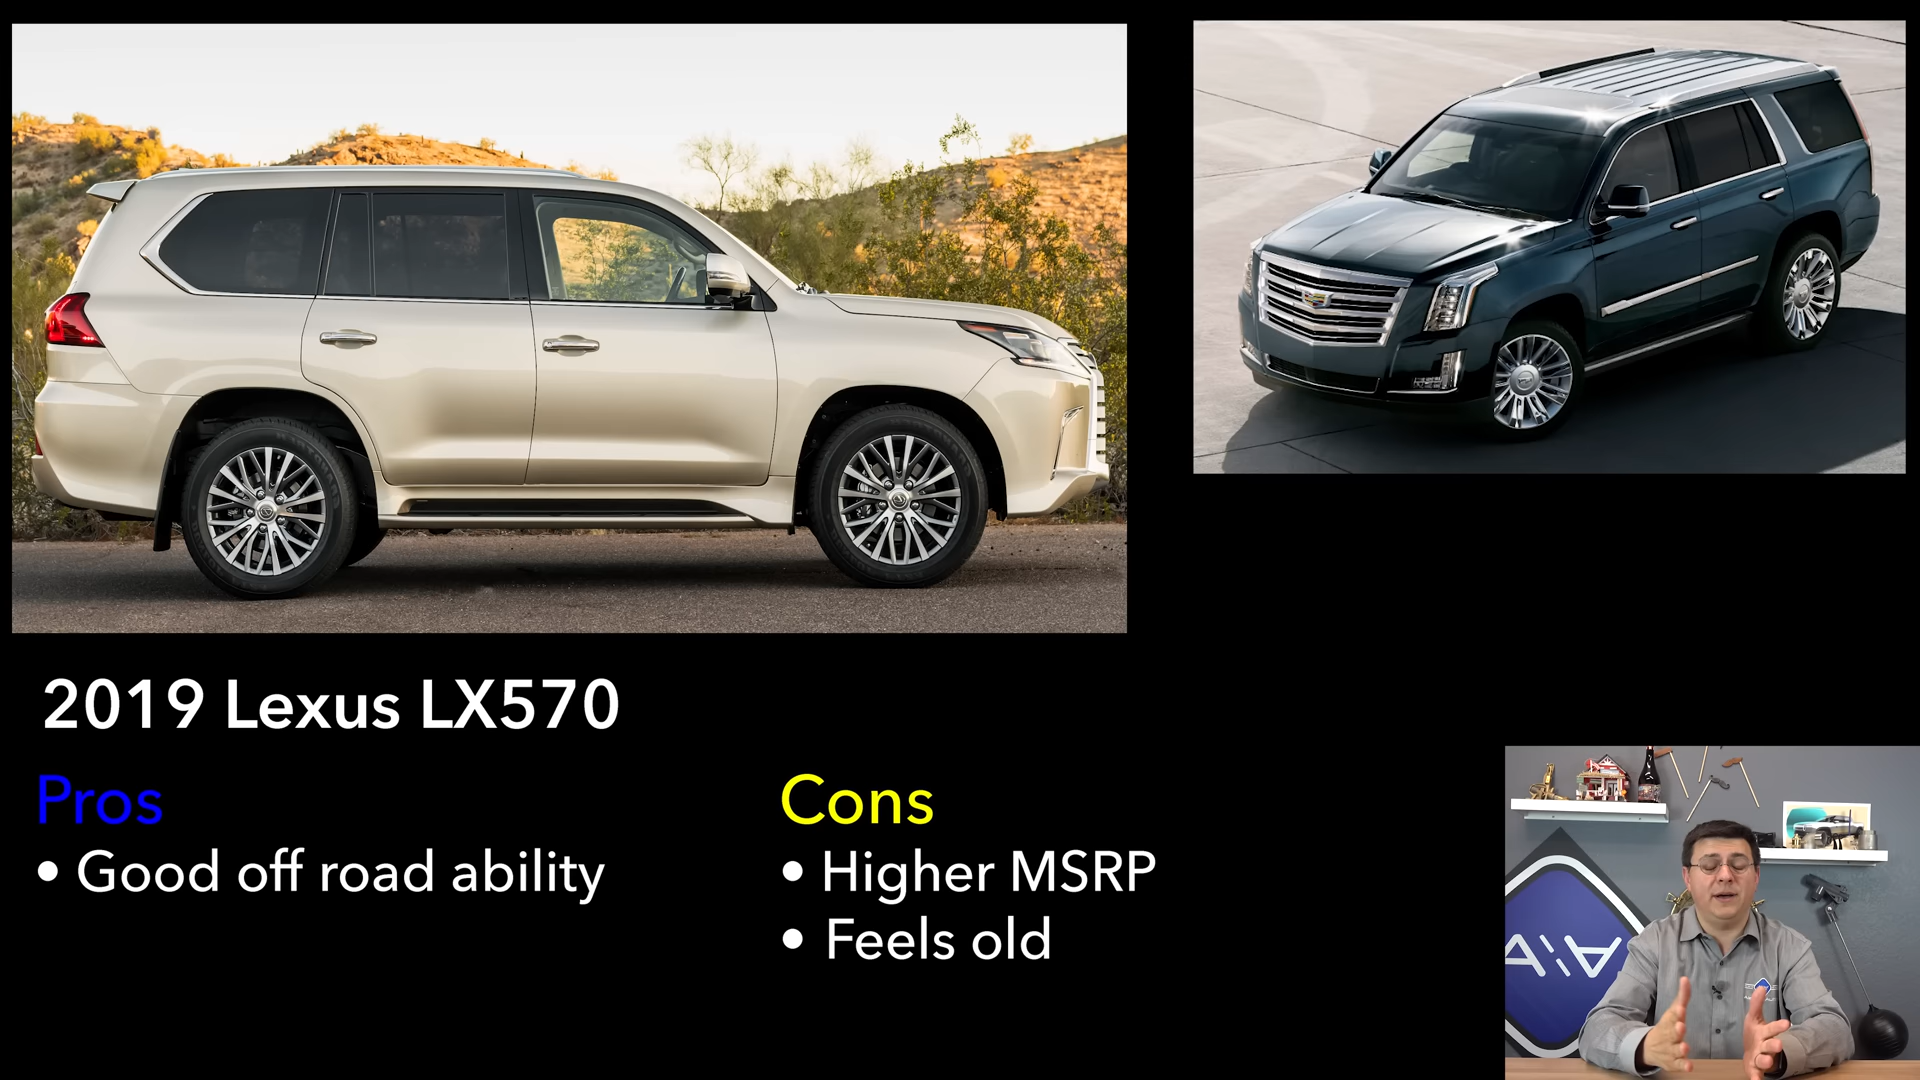 2019 Lexus LX570
Pros
• Good off road ability
Cons
• Higher MSRP
• Feels old